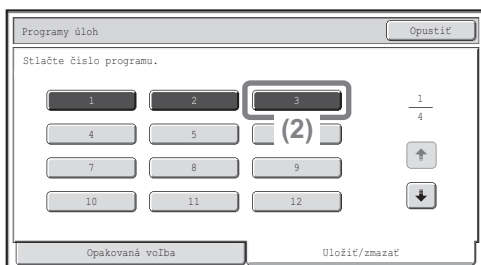 Programy úloh Opustiť
Stlačte číslo programu.
1 2 3 1
4 5 (2) 4
7 8 9
10 11 12
Opakovaná voľba Uložiť/zmazať